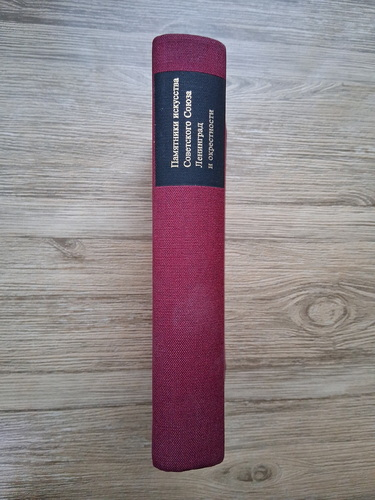 Памятники искусства
Советского Союза
Ленинград
и окрестности